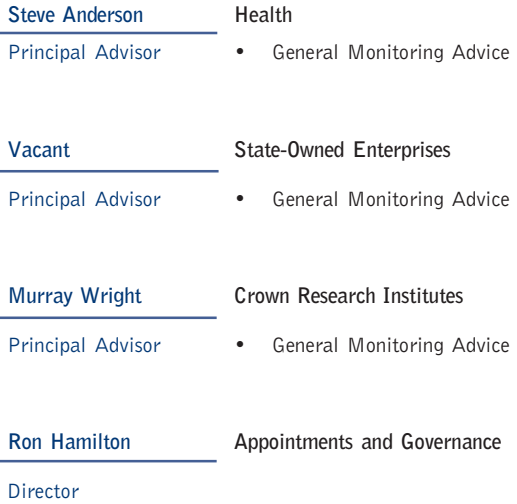 Steve Anderson Health
Principal Advisor • General Monitoring Advice
Vacant State-Owned Enterprises
Principal Advisor • General Monitoring Advice
Murray Wright Crown Research Institutes
Principal Advisor • General Monitoring Advice
Ron Hamilton Appointments and Governance
Director